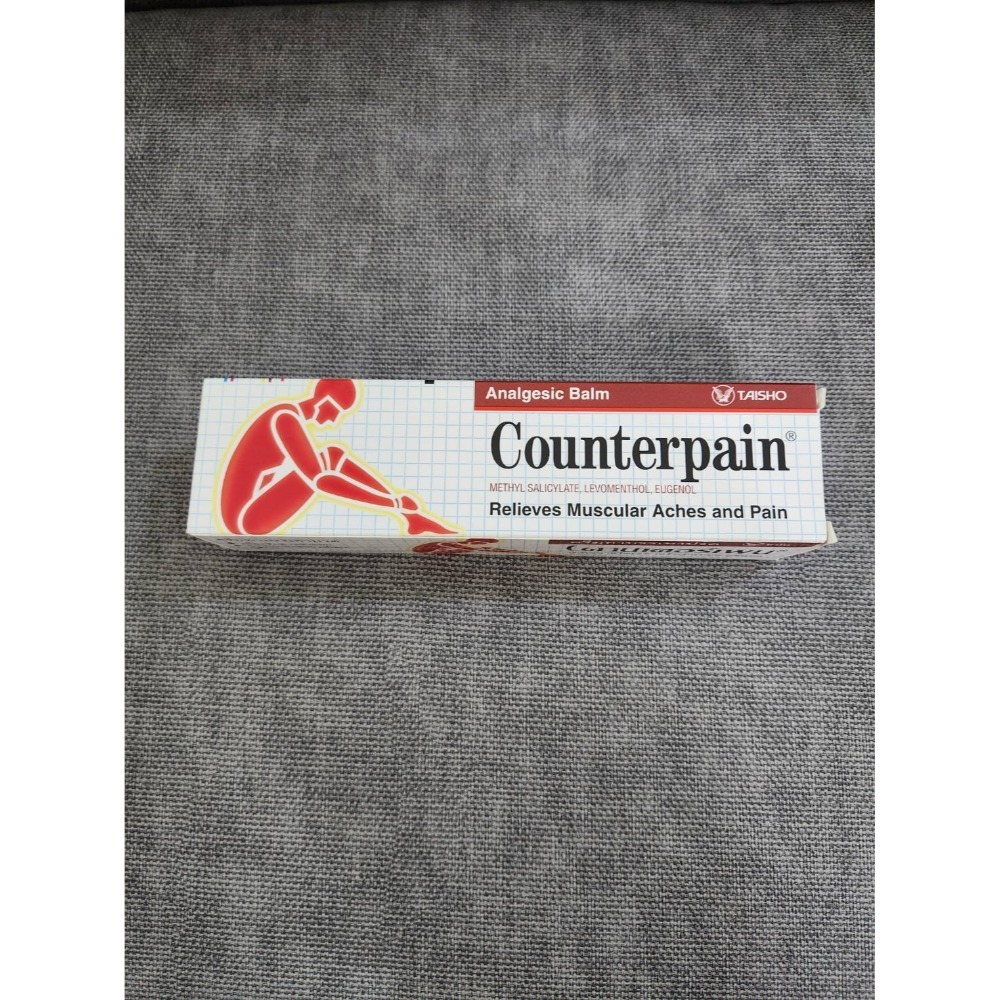 Analgesic Balm
TAISHO
Counterpain®
METHYL SALICYLATE, LEVOMENTHOL, EUGENOL
Relieves Muscular Aches and Pain